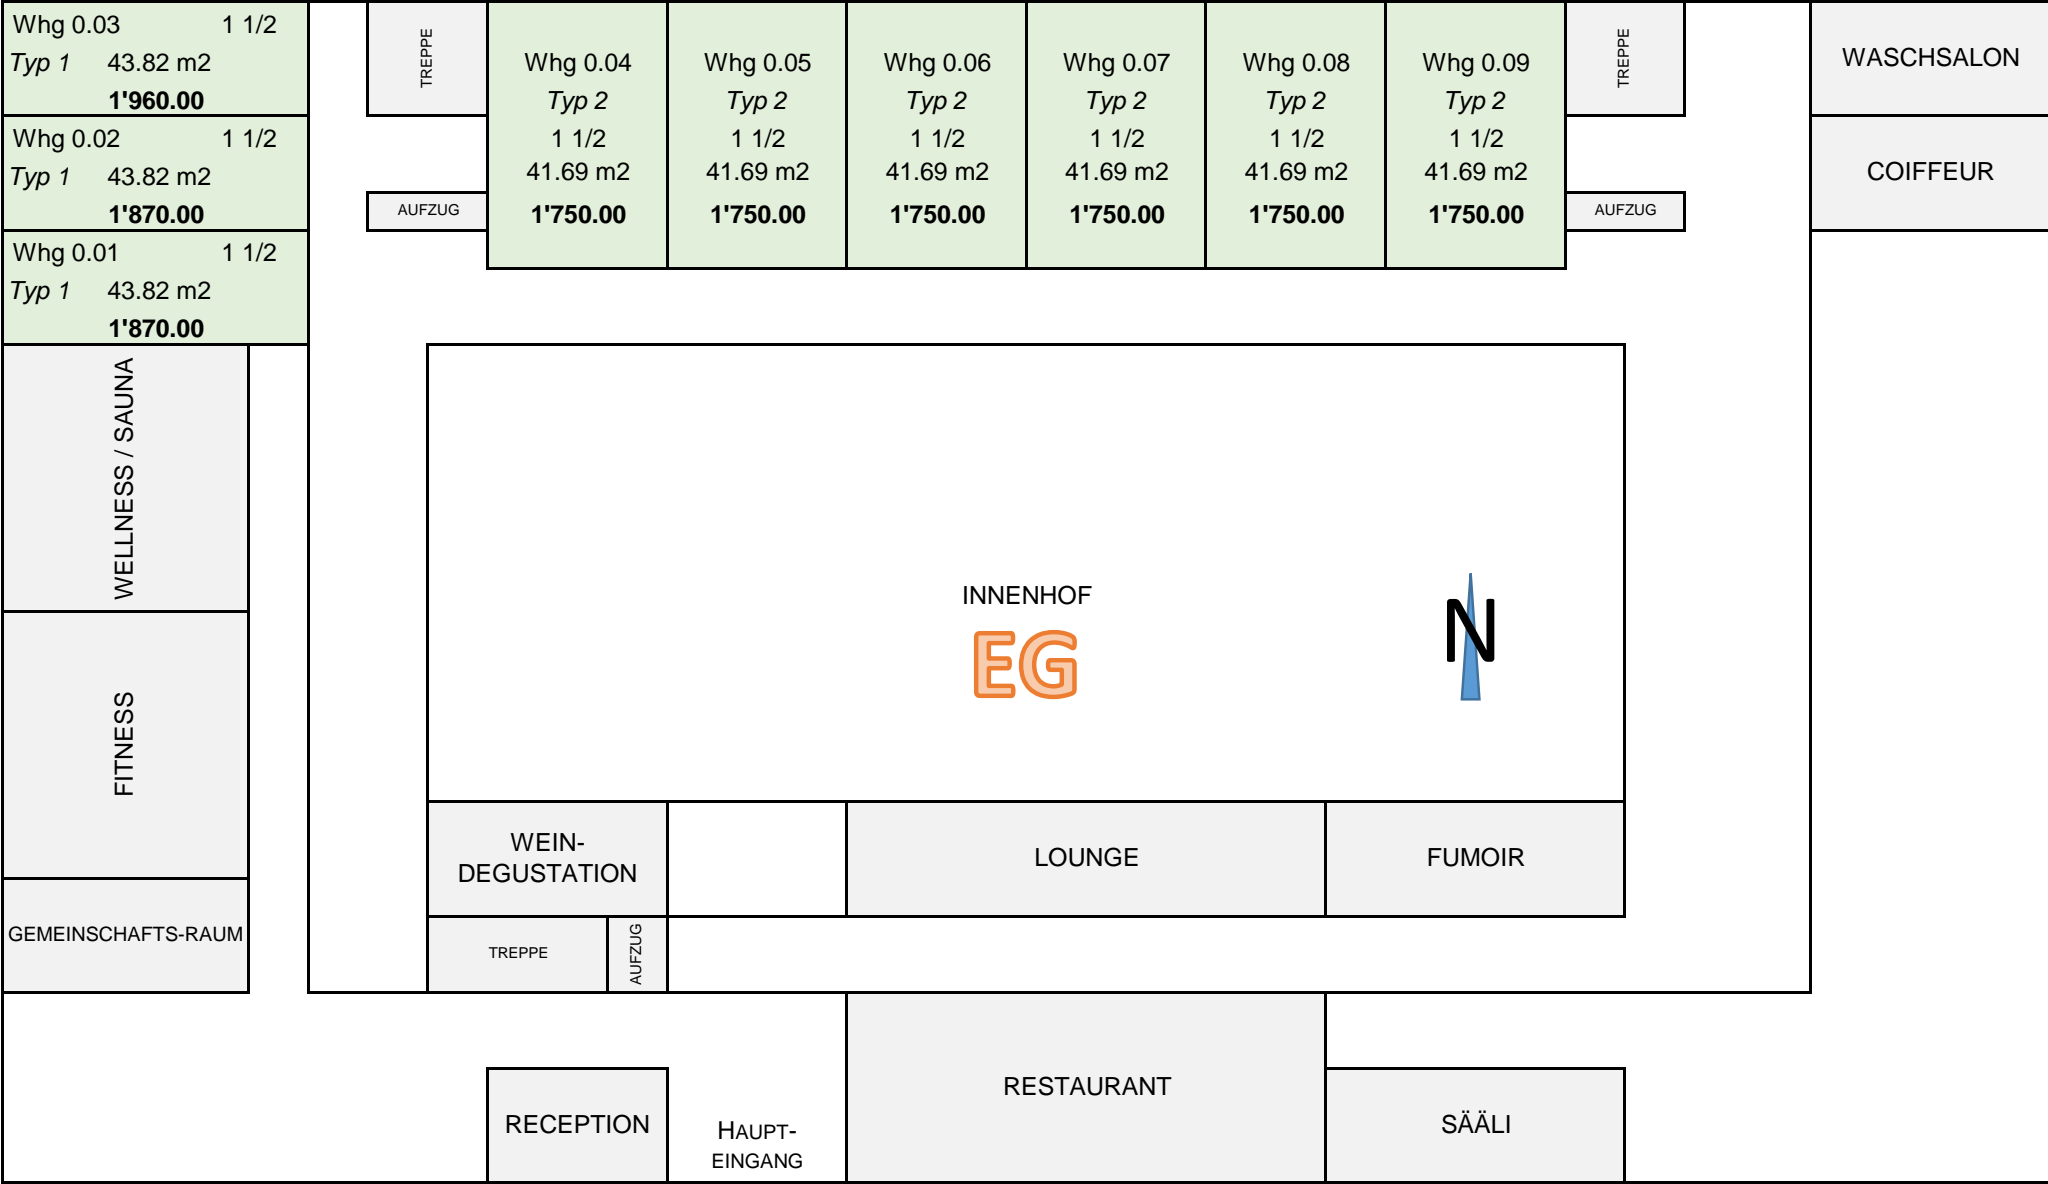 Whg 0.03 1 1/2
Typ 1 43.82 m2
1'960.00
Whg 0.02 1 1/2
Typ 1 43.82 m2
1'870.00
Whg 0.01 1 1/2
Typ 1 43.82 m2
1'870.00
TREPPE
AUFZUG
Whg 0.04
Typ 2
1 1/2
41.69 m2
1'750.00
Whg 0.05
Typ 2
1 1/2
41.69 m2
1'750.00
Whg 0.06
Typ 2
1 1/2
41.69 m2
1'750.00
Whg 0.07
Typ 2
1 1/2
41.69 m2
1'750.00
Whg 0.08
Typ 2
1 1/2
41.69 m2
1'750.00
Whg 0.09
Typ 2
1 1/2
41.69 m2
1'750.00
TREPPE
AUFZUG
WASCHSALON
COIFFEUR
WELLNESS / SAUNA
FITNESS
GEMEINSCHAFTS-RAUM
INNENHOF
EG
N
WEIN-
DEGUSTATION
LOUNGE
FUMOIR
TREPPE
AUFZUG
RECEPTION
HAUPT-
EINGANG
RESTAURANT
SÄÄLI